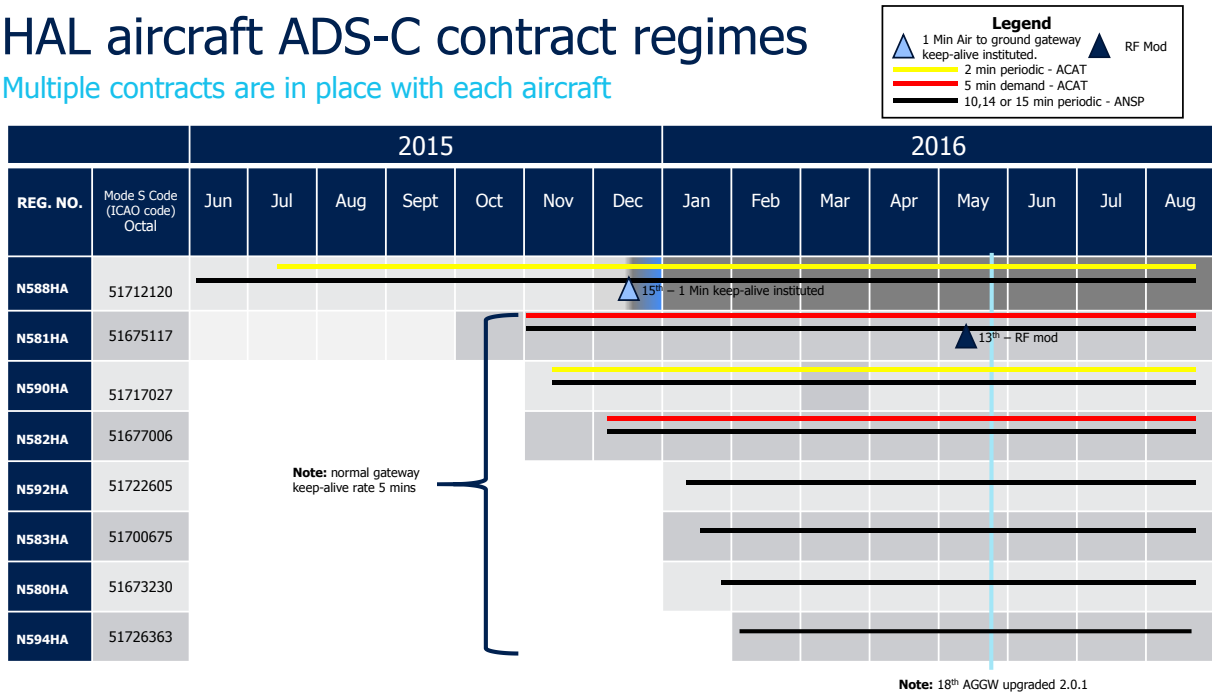 HAL aircraft ADS-C contract regimes
Multiple contracts are in place with each aircraft
Legend
1 Min Air to ground gateway
keep-alive instituted.
RF Mod
2 min periodic - ACAT
5 min demand - ACAT
10,14 or 15 min periodic - ANSP
2015
2016
REG. NO.
Mode S Code
(ICAO code)
Octal
Jun
Jul
Aug
Sept
Oct
Nov
Dec
Jan
Feb
Mar
Apr
May
Jun
Jul
Aug
N588HA
51712120
15th – 1 Min keep-alive instituted
N581HA
51675117
13th – RF mod
N590HA
51717027
N582HA
51677006
Note: normal gateway
keep-alive rate 5 mins
N592HA
51722605
N583HA
51700675
N580HA
51673230
N594HA
51726363
Note: 18th AGGW upgraded 2.0.1